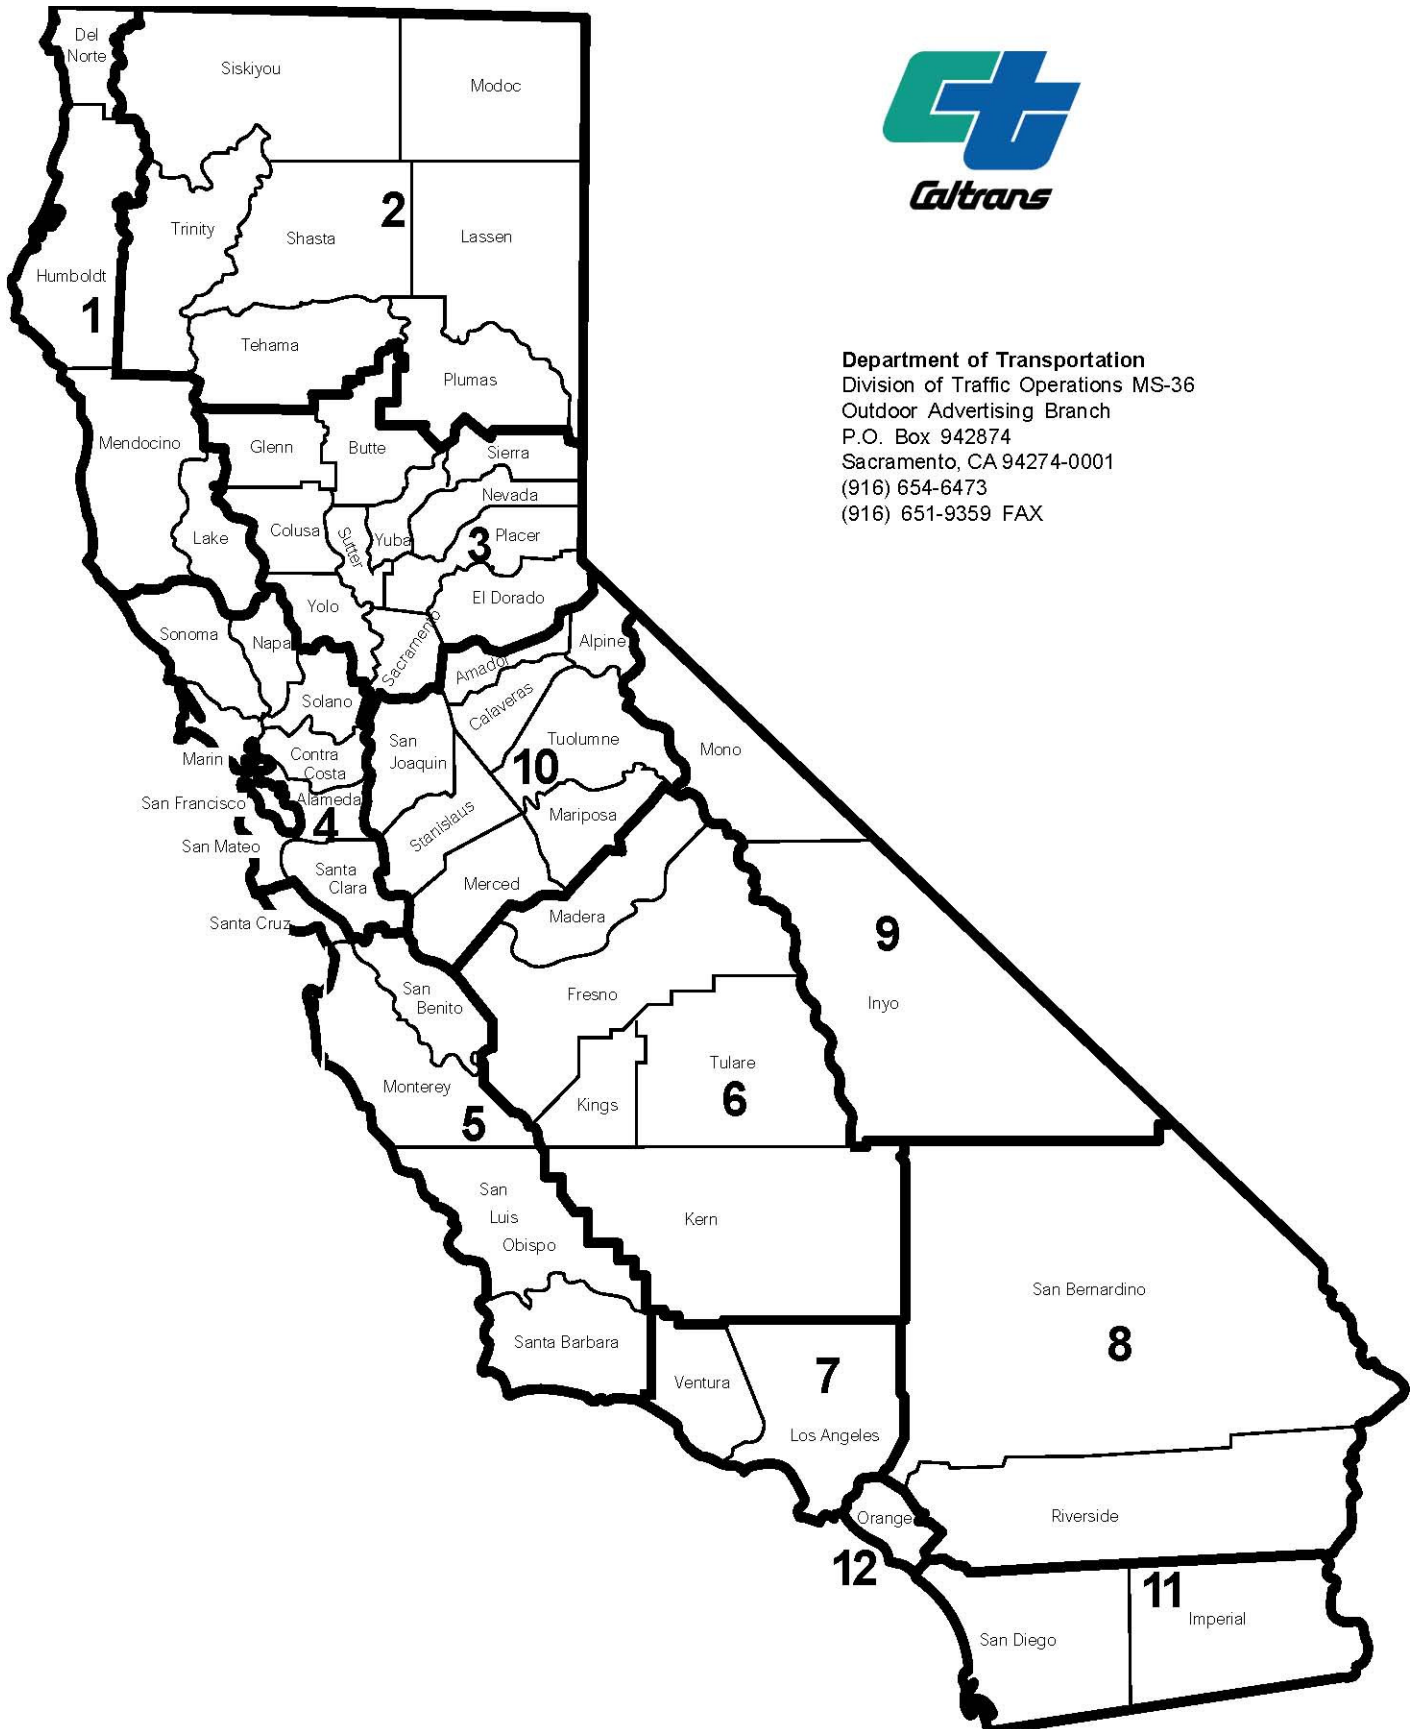 Del
Norte
Siskiyou
Modoc
Caltrans
Trinity
2
Shasta
Lassen
Humboldt
1
Tehama
Plumas
Department of Transportation
Division of Traffic Operations MS-36
Outdoor Advertising Branch
P.O. Box 942874
Sacramento, CA 94274-0001
(916) 654-6473
(916) 651-9359 FAX
Mendocino
Glenn
Butte
Sierra
Nevada
Lake
Colusa
Sutter
Yuba
3
Placer
El Dorado
Yolo
Sonoma
Napa
Sacramento
Amador
Alpine
Solano
Calaveras
Marin
Contra
Costa
San
Joaquin
Tuolumne
10
Mono
San Francisco
Alameda
4
Stanislaus
Mariposa
San Mateo
Santa
Clara
Merced
Santa Cruz
Madera
9
San
Benito
Fresno
Inyo
Monterey
5
Kings
Tulare
6
San
Luis
Obispo
Kern
San Bernardino
8
Santa Barbara
Ventura
7
Los Angeles
Orange
12
Riverside
11
Imperial
San Diego